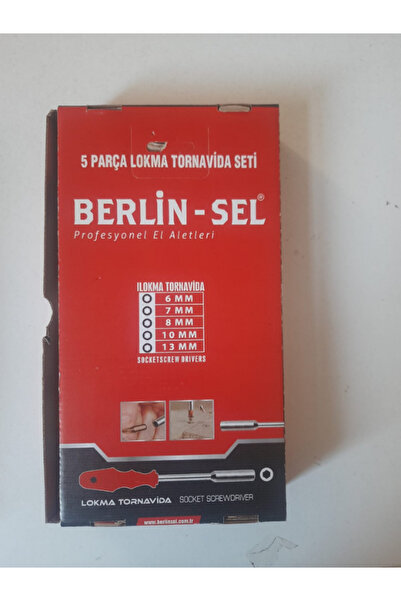 5 PARÇA LOKMA TORNAVİDA SETİ
BERLİN - SEL®
Profesyonel El Aletleri
LOKMA TORNAVİDA
6 MM
7 MM
8 MM
10 MM
13 MM
SOCKETSCREW DRIVERS
LOKMA TORNAVİDA SOCKET SCREWDRIVER
www.berlinsel.com.tr